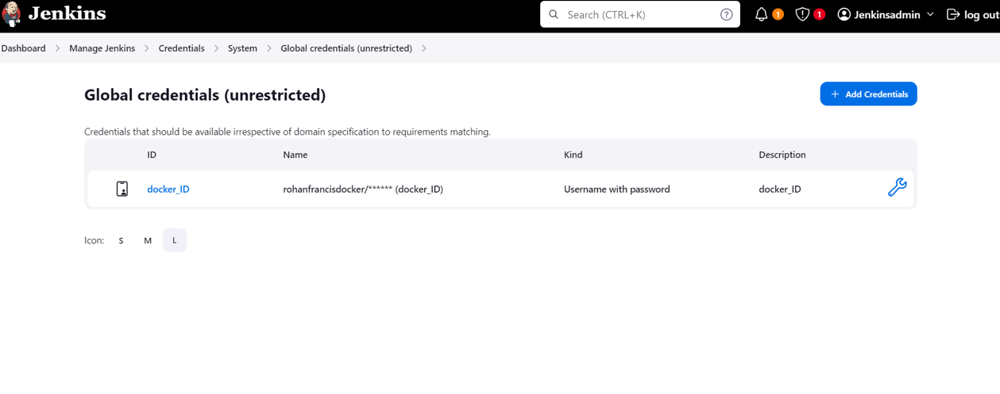 Jenkins
Search (CTRL+K)
?
1
1
Jenkinsadmin
log out
Dashboard
Manage Jenkins
Credentials
System
Global credentials (unrestricted)
Global credentials (unrestricted)
+ Add Credentials
Credentials that should be available irrespective of domain specification to requirements matching.
ID Name Kind Description
docker_ID rohanfrancisdocker/****** (docker_ID) Username with password docker_ID
Icon: S M L